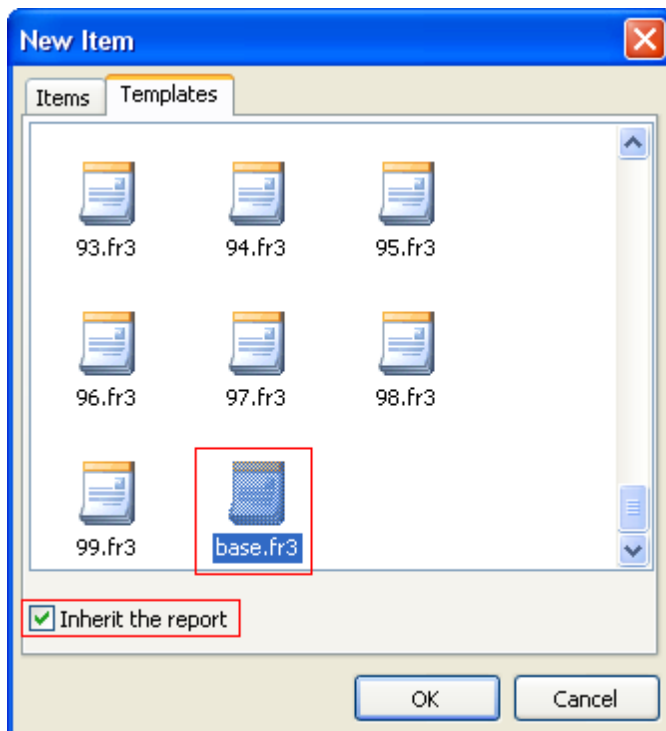 New Item
Items Templates
93.fr3 94.fr3 95.fr3
96.fr3 97.fr3 98.fr3
99.fr3 base.fr3
Inherit the report
OK Cancel